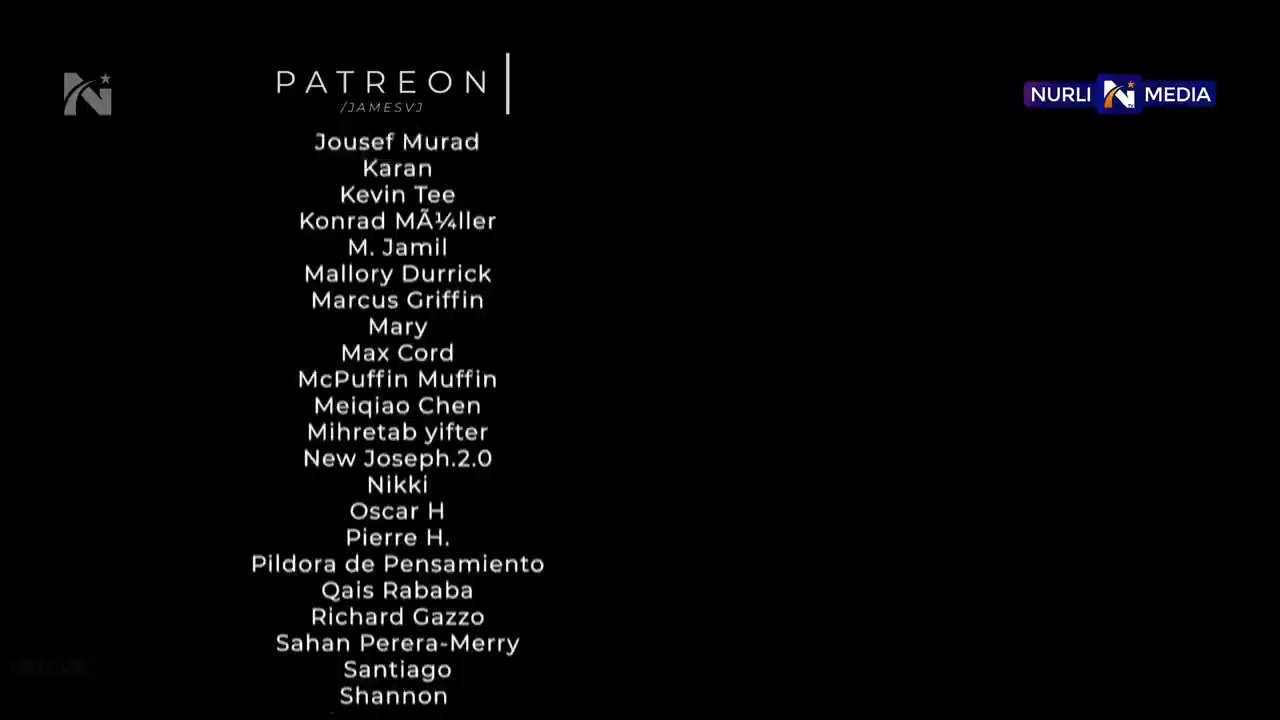 PATREON
/JAMESVJ
NURLI N MEDIA
Jousef Murad
Karan
Kevin Tee
Konrad MÃ¼ller
M. Jamil
Mallory Durrick
Marcus Griffin
Mary
Max Cord
McPuffin Muffin
Meiqiao Chen
Mihretab yifter
New Joseph.2.0
Nikki
Oscar H
Pierre H.
Pildora de Pensamiento
Qais Rababa
Richard Gazzo
Sahan Perera-Merry
Santiago
Shannon